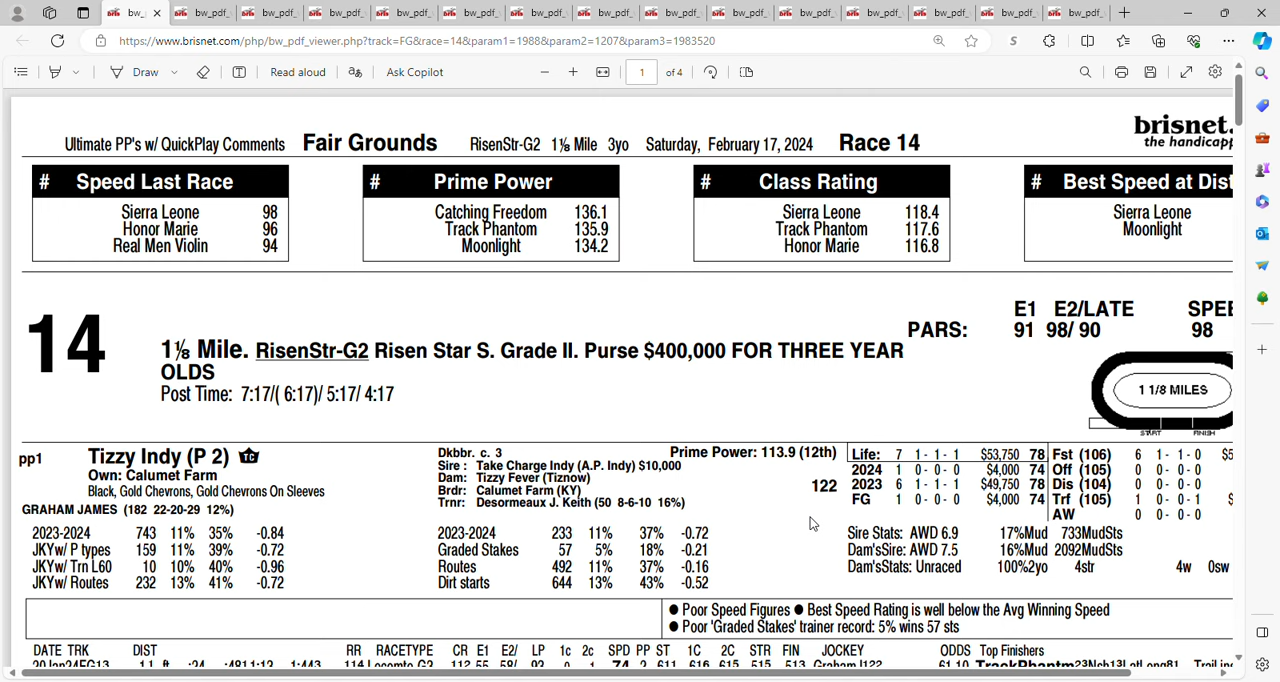 bw_ bw_pdf_ bw_pdf_ bw_pdf_ bw_pdf_ bw_pdf_ bw_pdf_ bw_pdf_ bw_pdf_ bw_pdf_ bw_pdf_ bw_pdf_ bw_pdf_ bw_pdf_ bw_pdf_
https://www.brisnet.com/php/bw_pdf_viewer.php?track=FG&race=14&param1=1988&param2=1207&param3=1983520
Draw Read aloud Ask Copilot 1 of 4
brisnet.
the handicapp
Ultimate PP's w/ QuickPlay Comments Fair Grounds RisenStr-G2 1⅛ Mile 3yo Saturday, February 17, 2024 Race 14
# Speed Last Race # Prime Power # Class Rating # Best Speed at Dist
Sierra Leone 98 Catching Freedom 136.1 Sierra Leone 118.4 Sierra Leone
Honor Marie 96 Track Phantom 135.9 Track Phantom 117.6 Moonlight
Real Men Violin 94 Moonlight 134.2 Honor Marie 116.8
14
E1 E2/LATE SPEE
PARS: 91 98/ 90 98
1⅛ Mile. RisenStr-G2 Risen Star S. Grade II. Purse $400,000 FOR THREE YEAR
OLDS
Post Time: 7:17/( 6:17)/ 5:17/ 4:17
1 1/8 MILES
START FINISH
pp1 Tizzy Indy (P 2)
Own: Calumet Farm
Black, Gold Chevrons, Gold Chevrons On Sleeves
GRAHAM JAMES (182 22-20-29 12%)
Dkbbr. c. 3
Sire : Take Charge Indy (A.P. Indy) $10,000
Dam: Tizzy Fever (Tiznow)
Brdr: Calumet Farm (KY)
Trnr: Desormeaux J. Keith (50 8-6-10 16%)
Prime Power: 113.9 (12th)
122
Life: 7 1 - 1 - 1 $53,750 78 Fst (106) 6 1 - 1 - 0 $5
2024 1 0 - 0 - 0 $4,000 74 Off (105) 0 0 - 0 - 0
2023 6 1 - 1 - 1 $49,750 78 Dis (104) 0 0 - 0 - 0
FG 1 0 - 0 - 0 $4,000 74 Trf (105) 1 0 - 0 - 1 $
AW 0 0 - 0 - 0
2023-2024 743 11% 35% -0.84 2023-2024 233 11% 37% -0.72 Sire Stats: AWD 6.9 17%Mud 733MudSts
JKYw/ P types 159 11% 39% -0.72 Graded Stakes 57 5% 18% -0.21 Dam'sSire: AWD 7.5 16%Mud 2092MudSts
JKYw/ Trn L60 10 10% 40% -0.96 Routes 492 11% 37% -0.16 Dam'sStats: Unraced 100%2yo 4str 4w 0sw
JKYw/ Routes 232 13% 41% -0.72 Dirt starts 644 13% 43% -0.52
● Poor Speed Figures ● Best Speed Rating is well below the Avg Winning Speed
● Poor 'Graded Stakes' trainer record: 5% wins 57 sts
DATE TRK DIST RR RACETYPE CR E1 E2/ LP 1c 2c SPD PP ST 1C 2C STR FIN JOCKEY ODDS Top Finishers